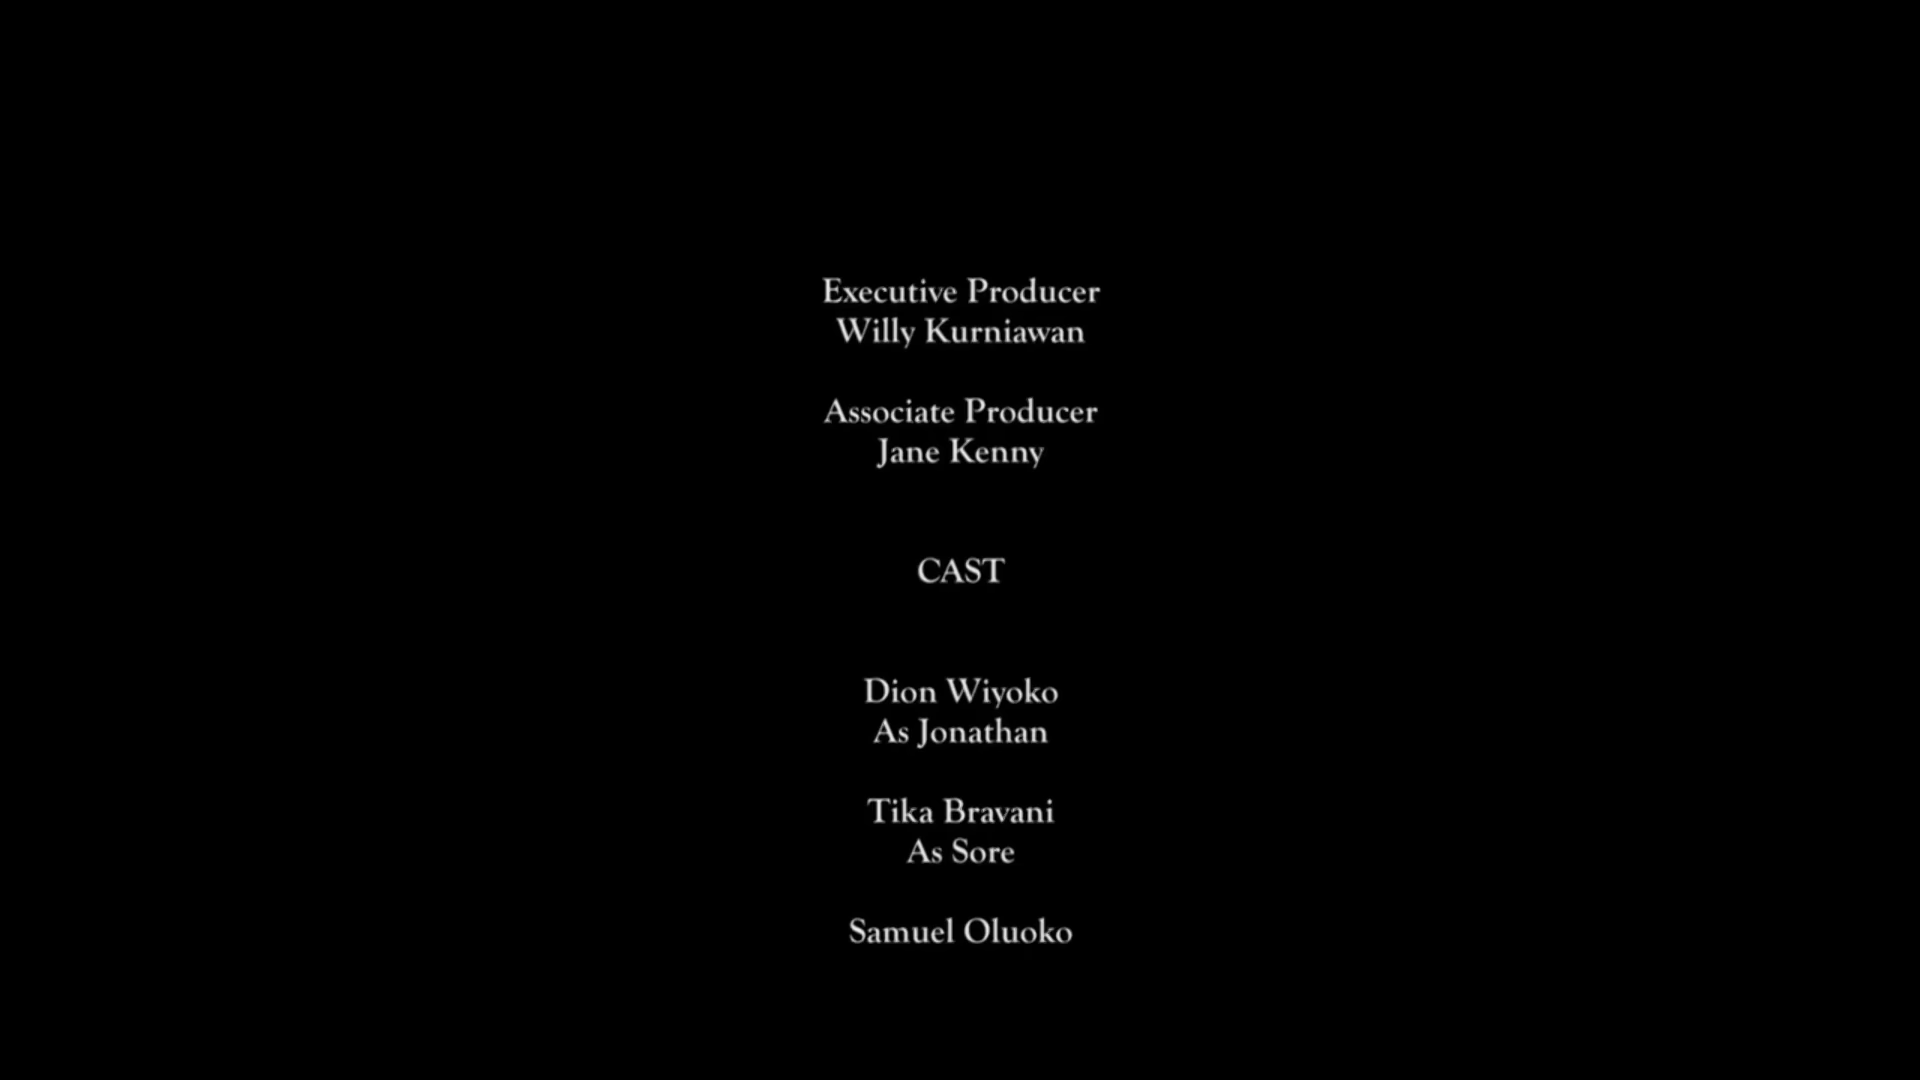 Executive Producer
Willy Kurniawan
Associate Producer
Jane Kenny
CAST
Dion Wiyoko
As Jonathan
Tika Bravani
As Sore
Samuel Oluoko